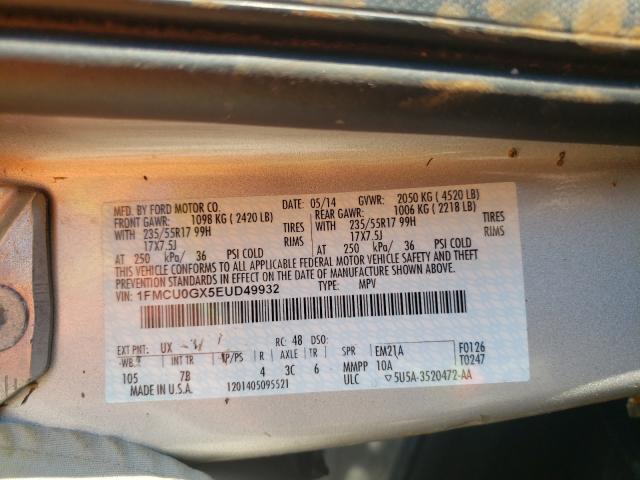 MFD. BY FORD MOTOR CO. DATE: 05/14 GVWR: 2050 KG ( 4520 LB)
FRONT GAWR: 1098 KG ( 2420 LB) REAR GAWR: 1006 KG ( 2218 LB)
WITH 235/55R17 99H TIRES WITH 235/55R17 99H TIRES
17X7.5J RIMS 17X7.5J RIMS
AT 250 kPa/ 36 PSI COLD AT 250 kPa/ 36 PSI COLD
THIS VEHICLE CONFORMS TO ALL APPLICABLE FEDERAL MOTOR VEHICLE SAFETY AND THEFT
PREVENTION STANDARDS IN EFFECT ON THE DATE OF MANUFACTURE SHOWN ABOVE.
VIN: 1FMCU0GX5EUD49932 TYPE: MPV
EXT PNT: UX RC: 48 DSO:
WB INT TR TP/PS R AXLE TR SPR EM21A F0126
105 7B 4 3C 6 MMPP 10A T0247
MADE IN U.S.A. 1201405095521 ULC ▽5U5A-3520472-AA